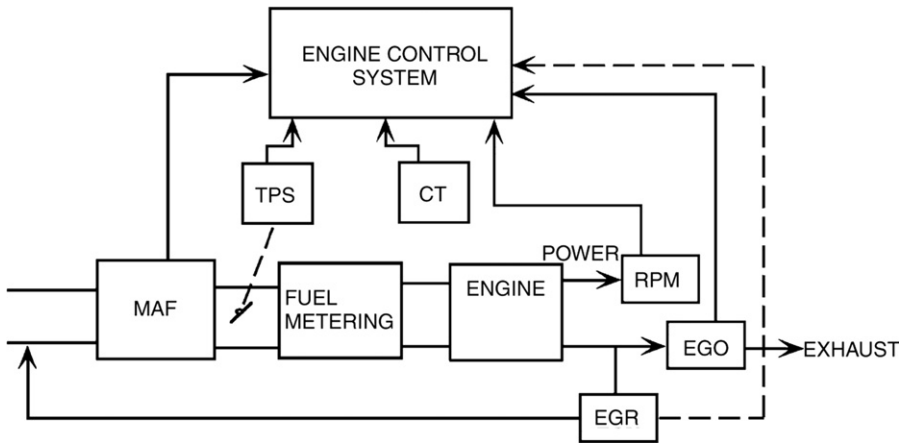 ENGINE CONTROL
SYSTEM
TPS
CT
POWER
RPM
MAF
FUEL
METERING
ENGINE
EGO
EXHAUST
EGR